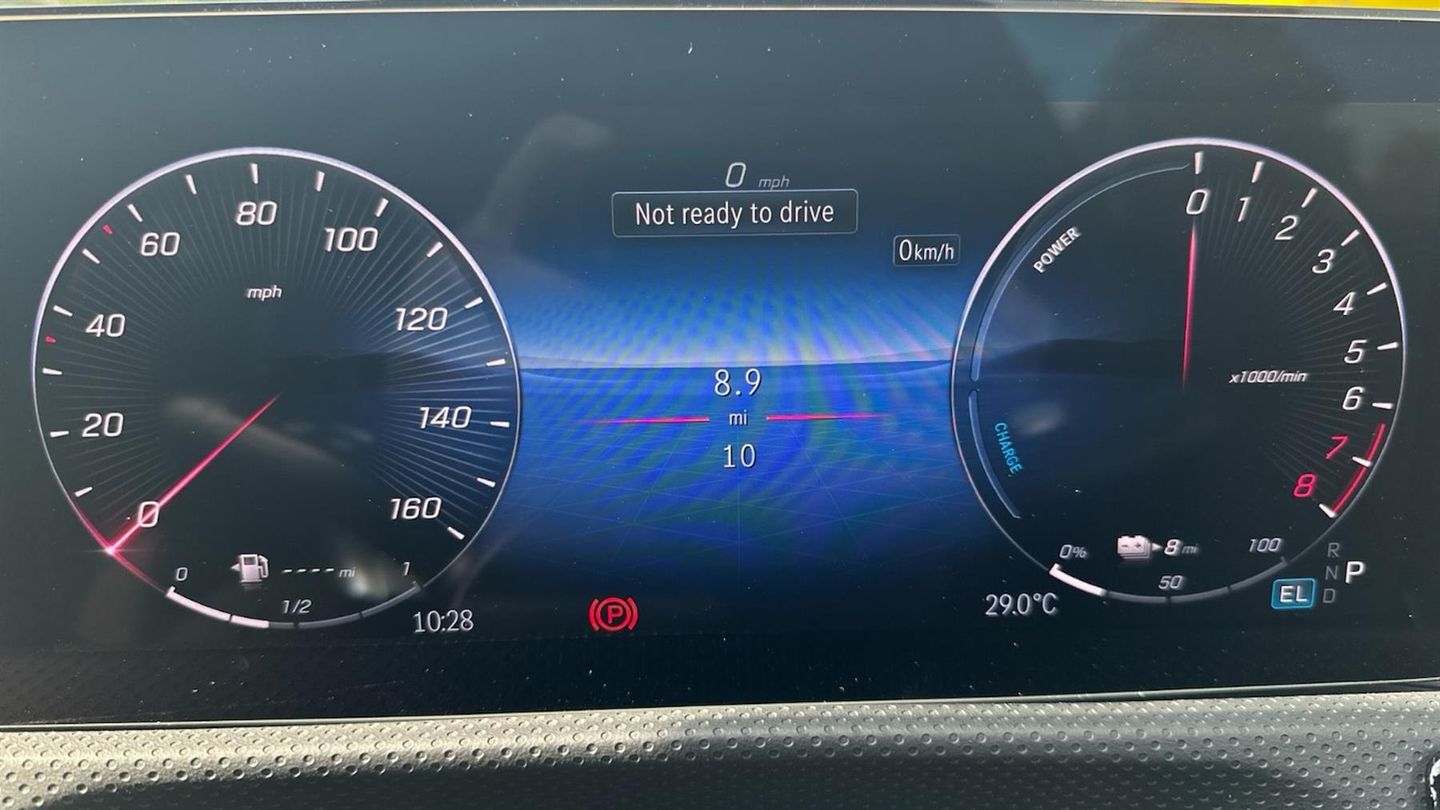 0 mph
Not ready to drive
0km/h
0
20
40
60
80
100
120
140
160
mph
0 1/2 1
---- mi
10:28
8.9
mi
10
P
POWER
CHARGE
0
1
2
3
4
5
6
7
8
x1000/min
0% 50 100
8 mi
29.0°C
R
N P
EL D